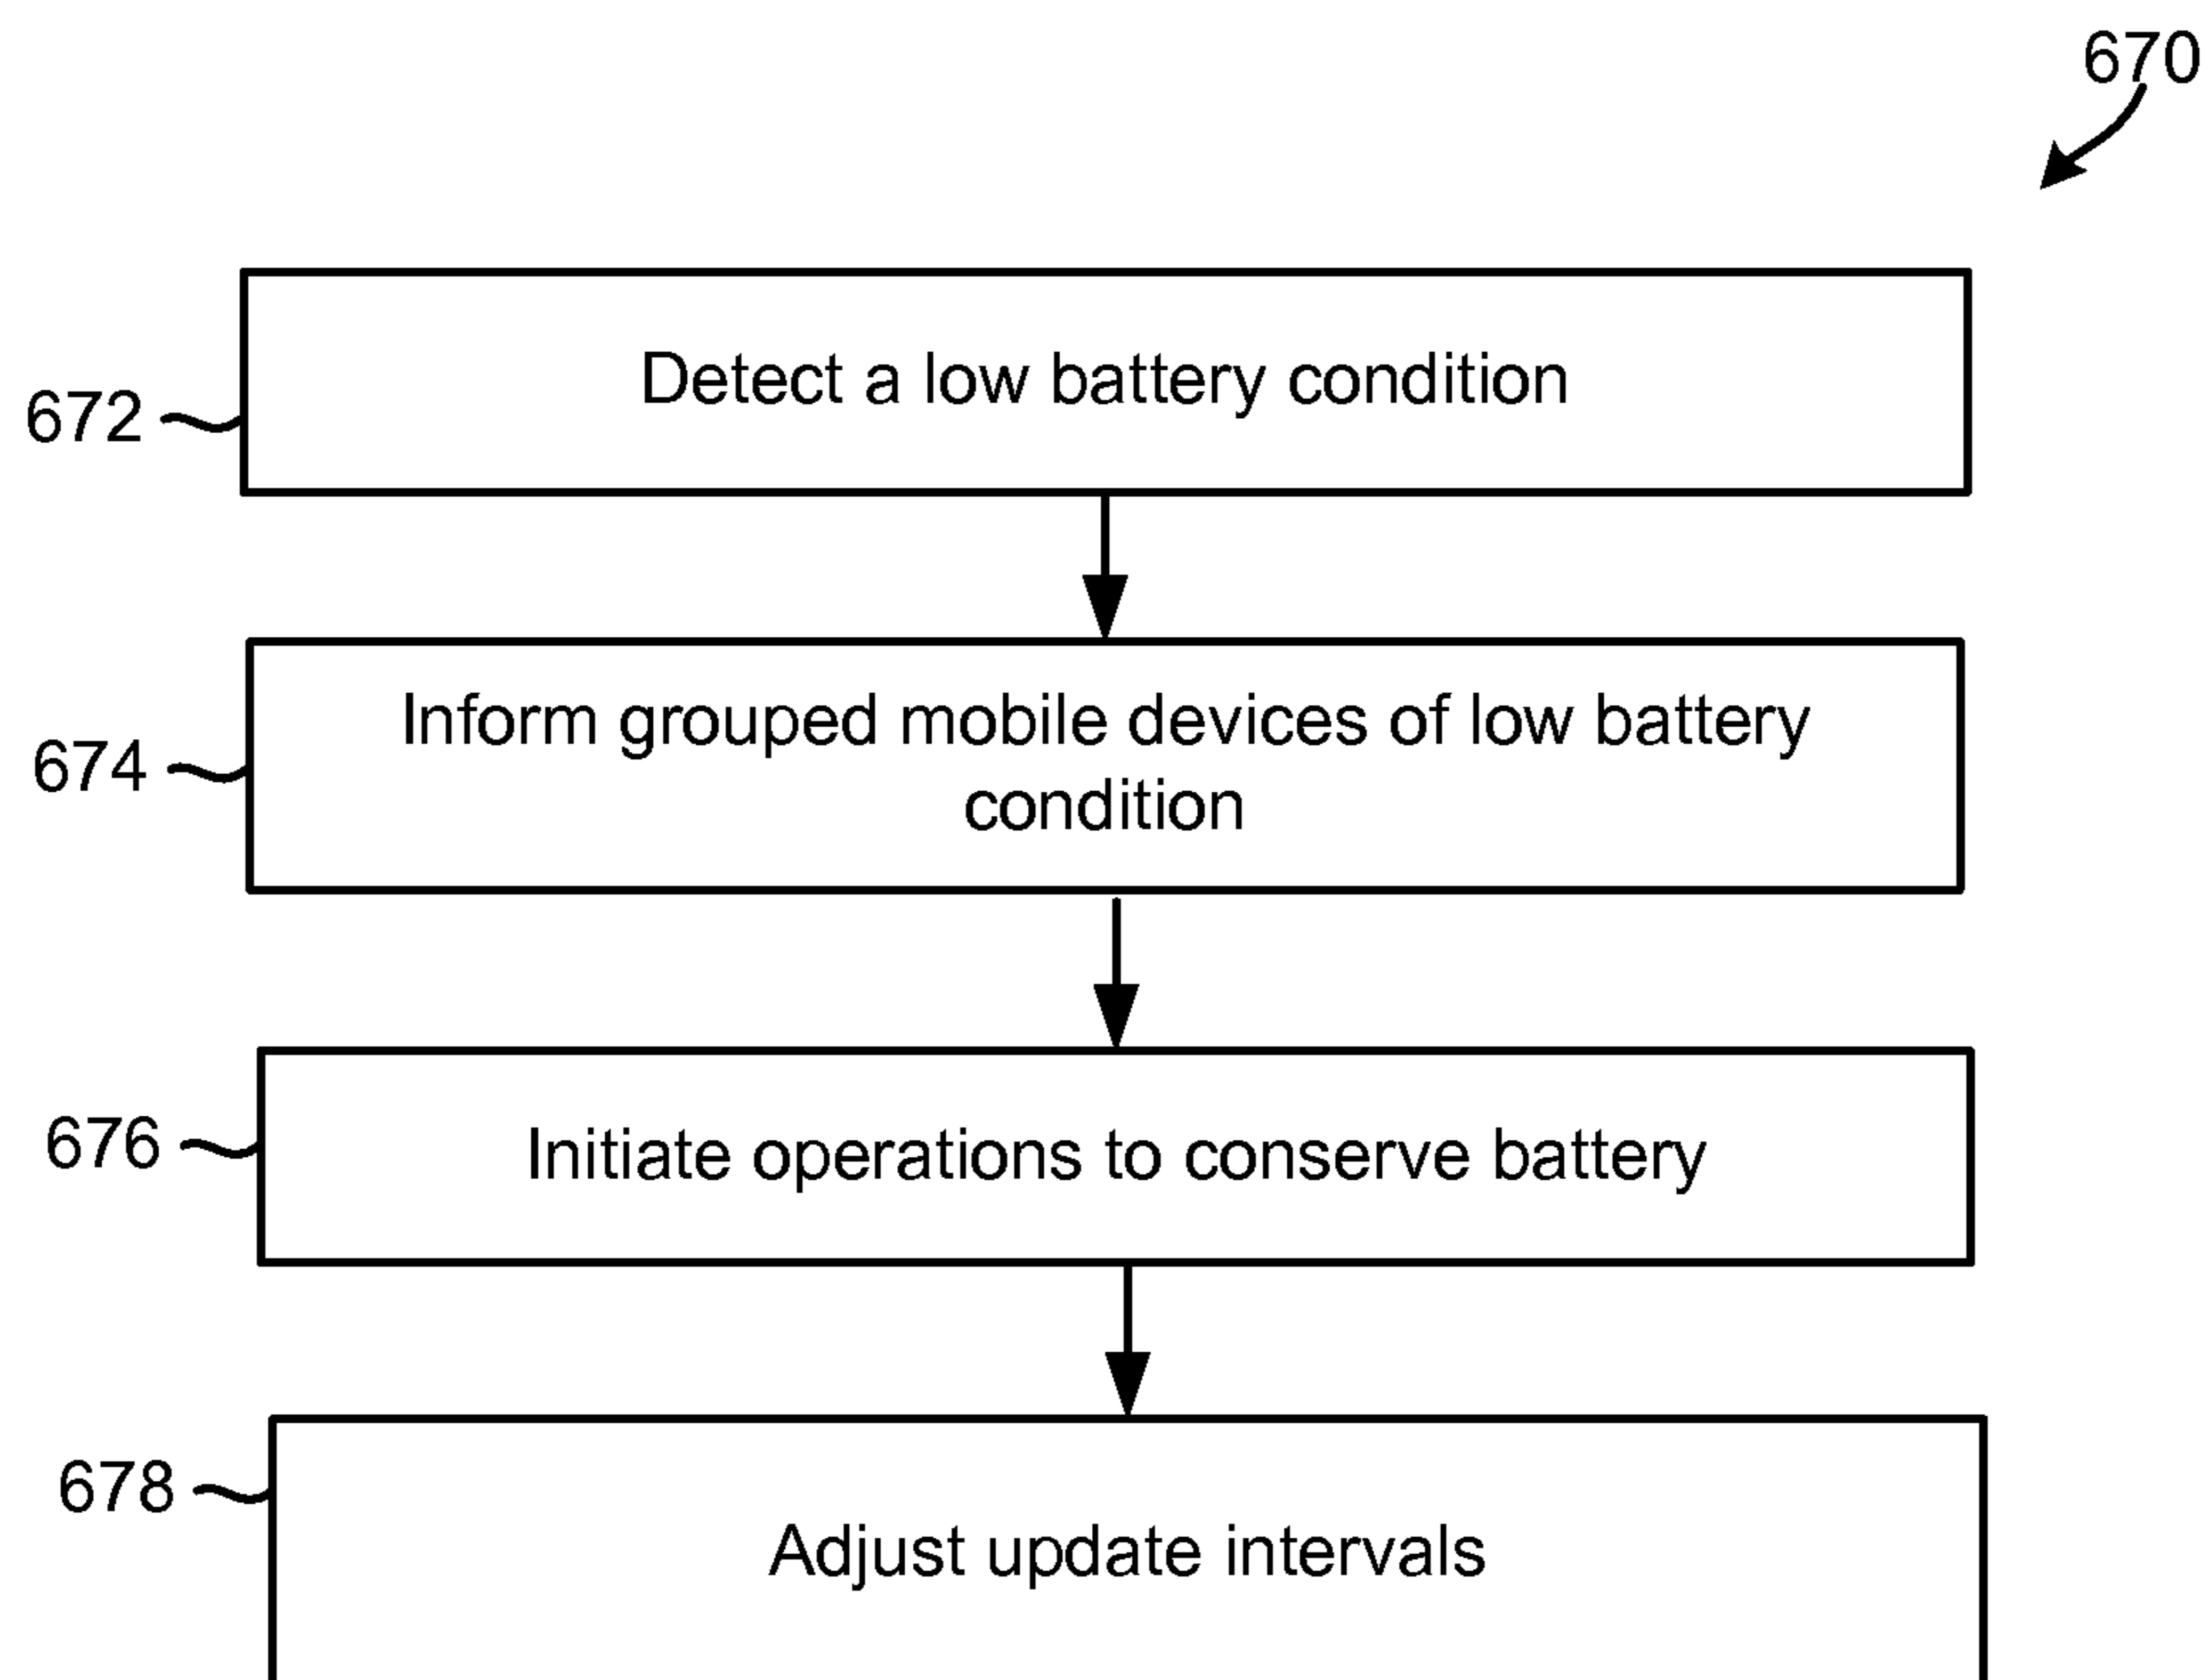 670
Detect a low battery condition
672
Inform grouped mobile devices of low battery
condition
674
Initiate operations to conserve battery
676
678
Adjust update intervals